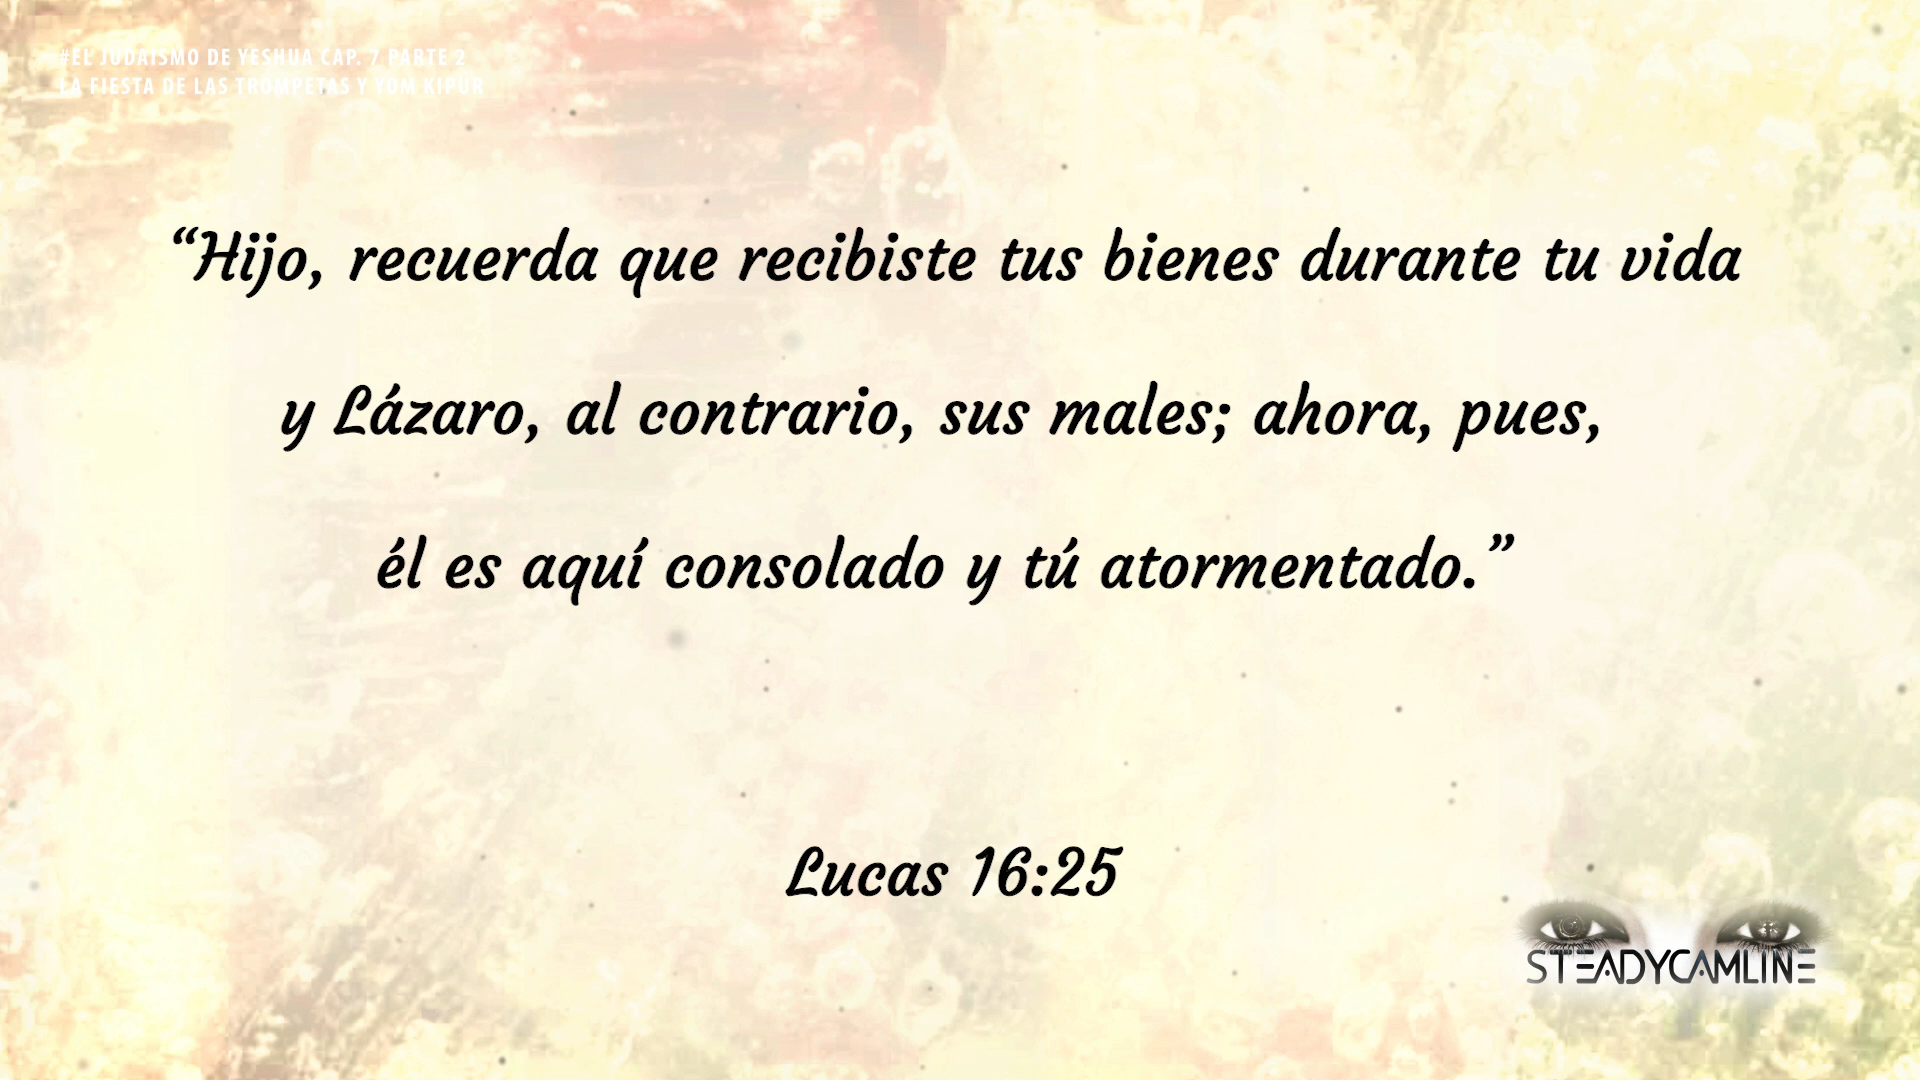 #EL JUDAISMO DE YESHUA CAP. 7 PARTE 2
LA FIESTA DE LAS TROMPETAS Y YOM KIPUR
“Hijo, recuerda que recibiste tus bienes durante tu vida
y Lázaro, al contrario, sus males; ahora, pues,
él es aquí consolado y tú atormentado.”
Lucas 16:25
STEADYCAMLINE